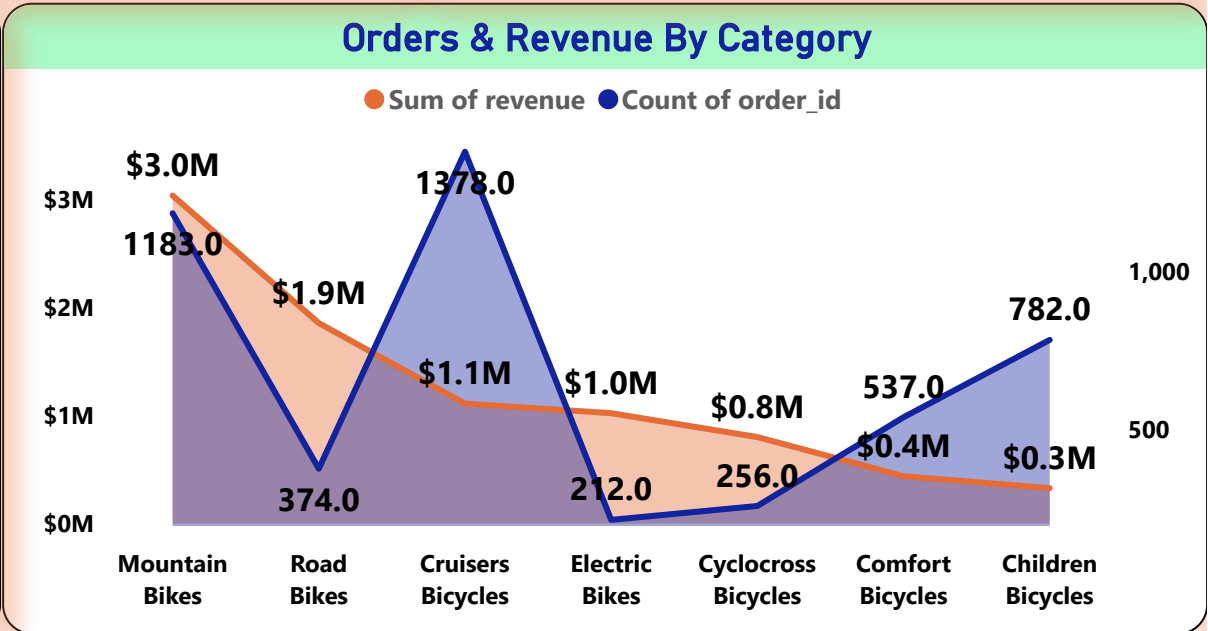 Orders & Revenue By Category
Sum of revenue Count of order_id
$3.0M
$3M
1378.0
1183.0
1,000
$1.9M
$2M
782.0
$1.1M
$1.0M
537.0
$0.8M
$1M
500
$0.4M
$0.3M
256.0
212.0
374.0
$0M
Mountain Bikes
Road Bikes
Cruisers Bicycles
Electric Bikes
Cyclocross Bicycles
Comfort Bicycles
Children Bicycles